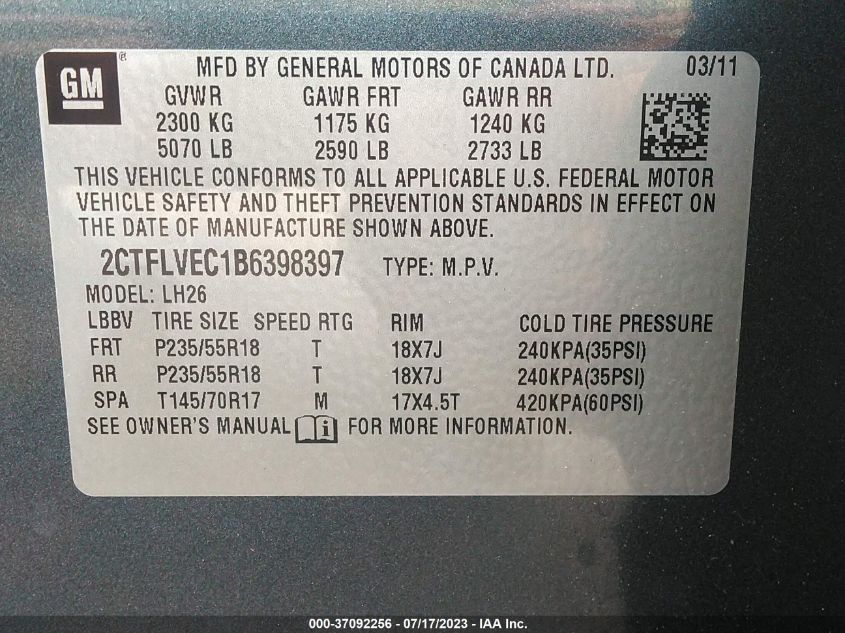 GM ® MFD BY GENERAL MOTORS OF CANADA LTD. 03/11
GVWR GAWR FRT GAWR RR
2300 KG 1175 KG 1240 KG
5070 LB 2590 LB 2733 LB
THIS VEHICLE CONFORMS TO ALL APPLICABLE U.S. FEDERAL MOTOR
VEHICLE SAFETY AND THEFT PREVENTION STANDARDS IN EFFECT ON
THE DATE OF MANUFACTURE SHOWN ABOVE.
2CTFLVEC1B6398397 TYPE: M.P.V.
MODEL: LH26
LBBV TIRE SIZE SPEED RTG RIM COLD TIRE PRESSURE
FRT P235/55R18 T 18X7J 240KPA(35PSI)
RR P235/55R18 T 18X7J 240KPA(35PSI)
SPA T145/70R17 M 17X4.5T 420KPA(60PSI)
SEE OWNER'S MANUAL i FOR MORE INFORMATION.
000-37092256 - 07/17/2023 - IAA Inc.